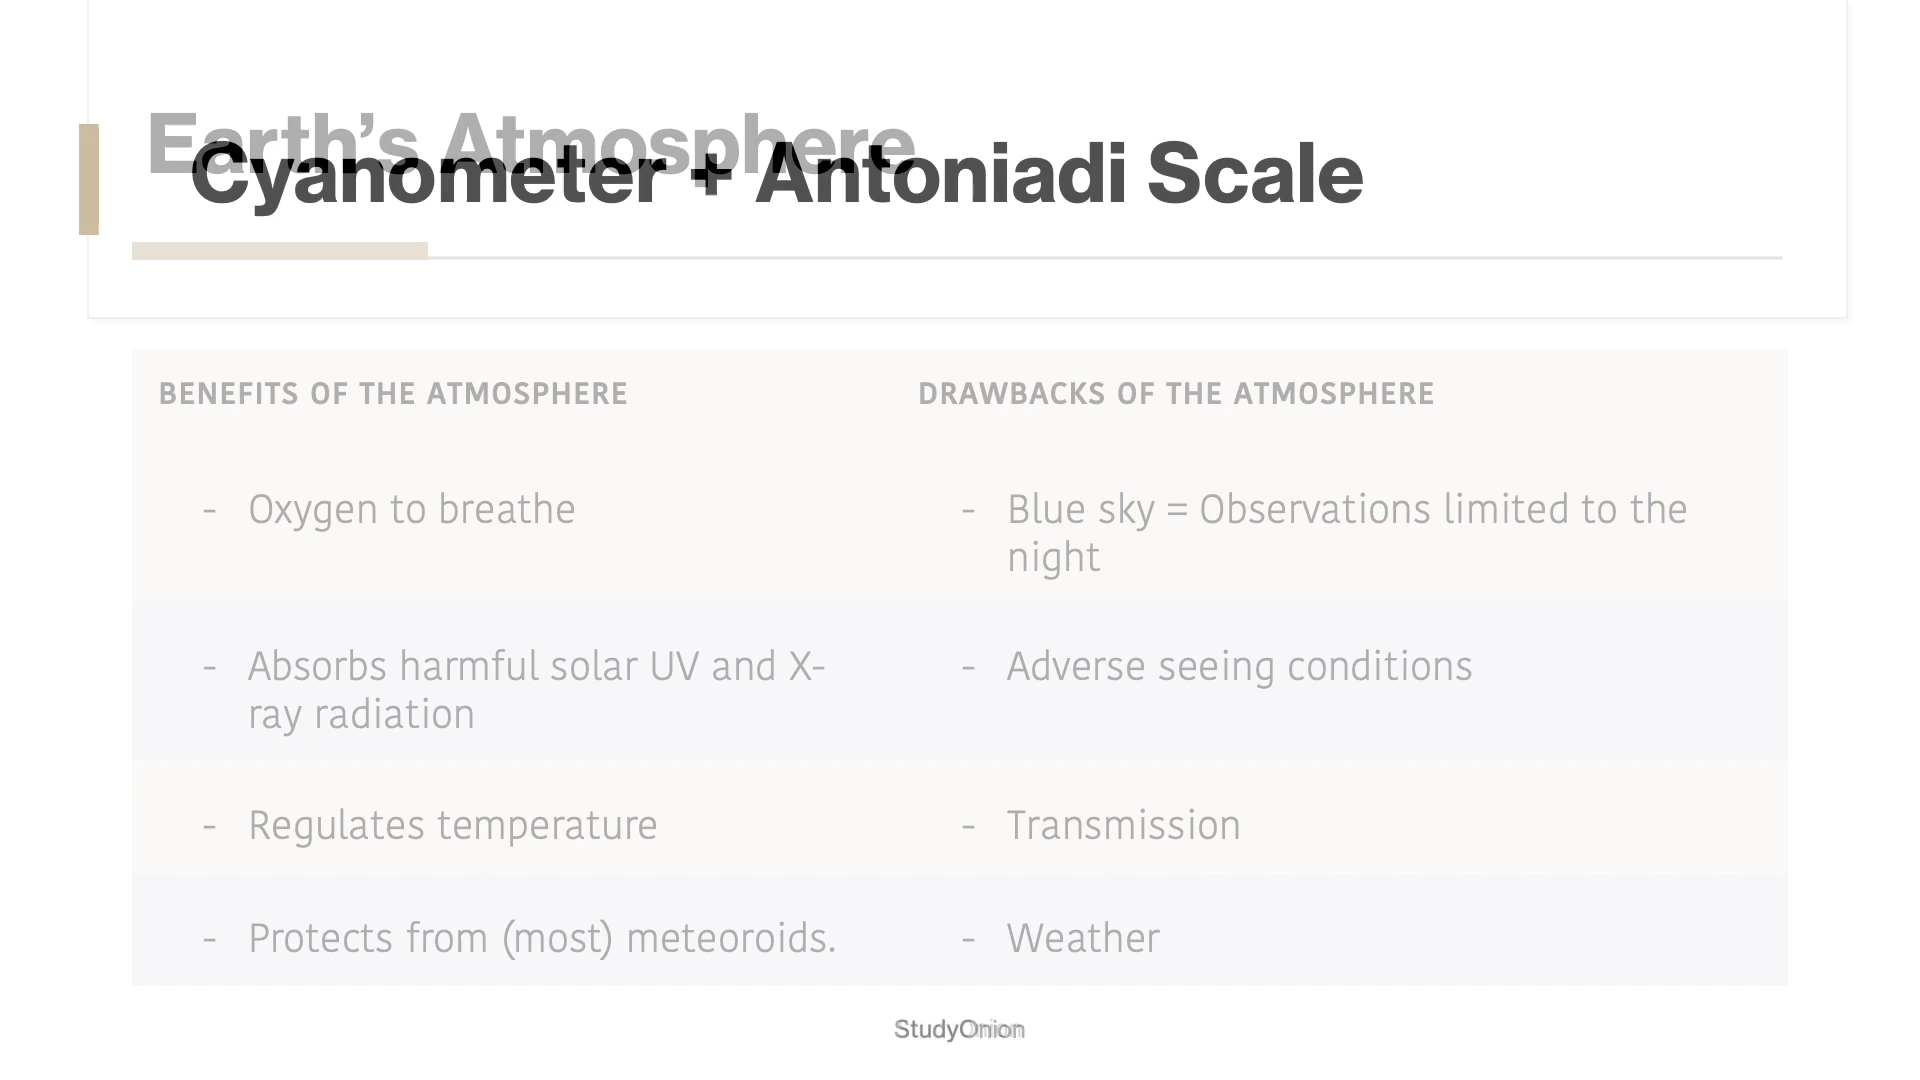 Earth’s Atmosphere
Cyanometer + Antoniadi Scale
BENEFITS OF THE ATMOSPHERE
DRAWBACKS OF THE ATMOSPHERE
- Oxygen to breathe
- Blue sky = Observations limited to the
night
- Absorbs harmful solar UV and X-
ray radiation
- Adverse seeing conditions
- Regulates temperature
- Transmission
- Protects from (most) meteoroids.
- Weather
StudyOnion